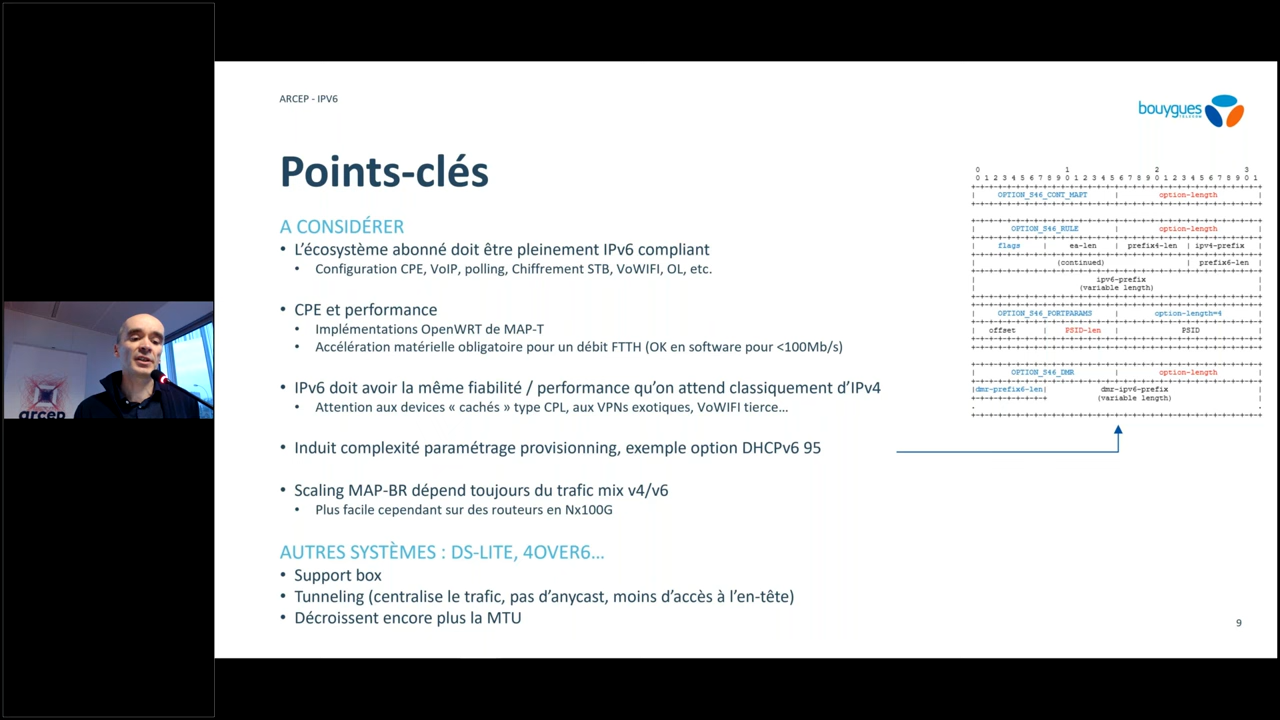 ARCEP - IPV6
bouygues
TELECOM
Points-clés
A CONSIDÉRER
• L'écosystème abonné doit être pleinement IPv6 compliant
• Configuration CPE, VoIP, polling, Chiffrement STB, VoWIFI, OL, etc.
• CPE et performance
• Implémentations OpenWRT de MAP-T
• Accélération matérielle obligatoire pour un débit FTTH (OK en software pour <100Mb/s)
• IPv6 doit avoir la même fiabilité / performance qu'on attend classiquement d'IPv4
• Attention aux devices « cachés » type CPL, aux VPNs exotiques, VoWIFI tierce…
• Induit complexité paramétrage provisionning, exemple option DHCPv6 95
• Scaling MAP-BR dépend toujours du trafic mix v4/v6
• Plus facile cependant sur des routeurs en Nx100G
AUTRES SYSTÈMES : DS-LITE, 4OVER6…
• Support box
• Tunneling (centralise le trafic, pas d'anycast, moins d'accès à l'en-tête)
• Décroissent encore plus la MTU
0 1 2 3
0 1 2 3 4 5 6 7 8 9 0 1 2 3 4 5 6 7 8 9 0 1 2 3 4 5 6 7 8 9 0 1
| OPTION_S46_CONT_MAPT | option-length |
| OPTION_S46_RULE | option-length |
| flags | ea-len | prefix4-len | ipv4-prefix
| (continued) | prefix6-len |
| ipv6-prefix |
(variable length)
| OPTION_S46_PORTPARAMS | option-length=4
| offset | PSID-len | PSID |
| OPTION_S46_DMR | option-length |
|dmr-prefix6-len| dmr-ipv6-prefix |
(variable length)
9
arcep